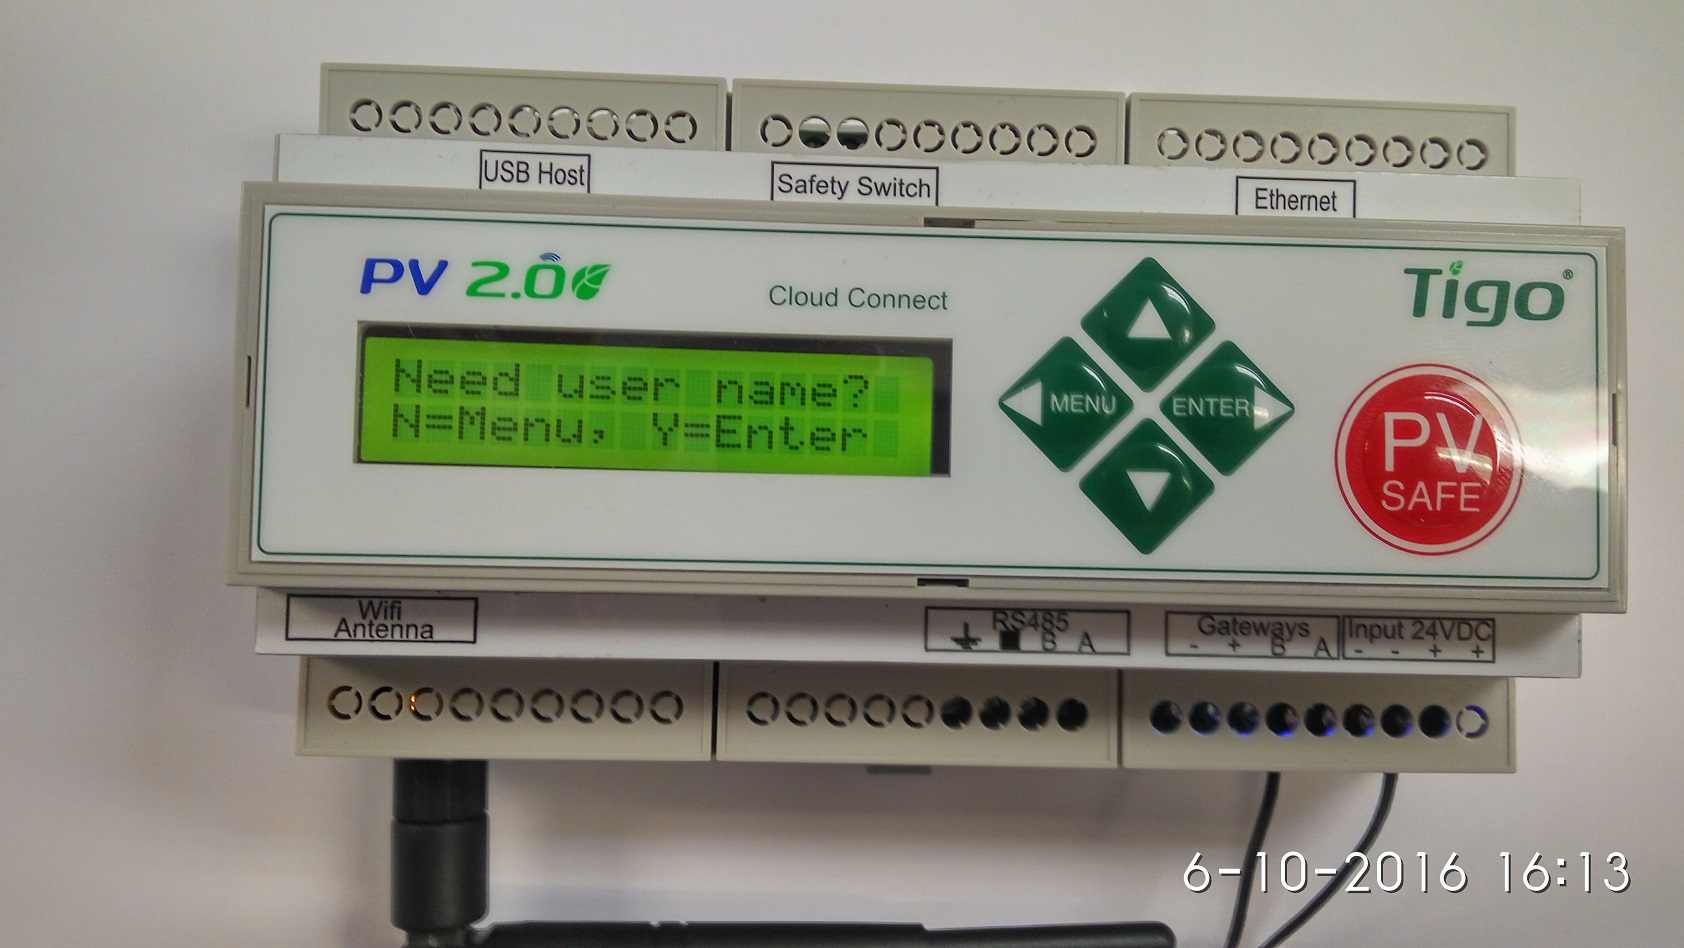 USB Host
Safety Switch
Ethernet
PV 2.0
Cloud Connect
Tigo®
Need user name?
N=Menu, Y=Enter
MENU
ENTER
PV
SAFE
Wifi
Antenna
RS485
B A
Gateways
- + B A
Input 24VDC
- - + +
6-10-2016 16:13